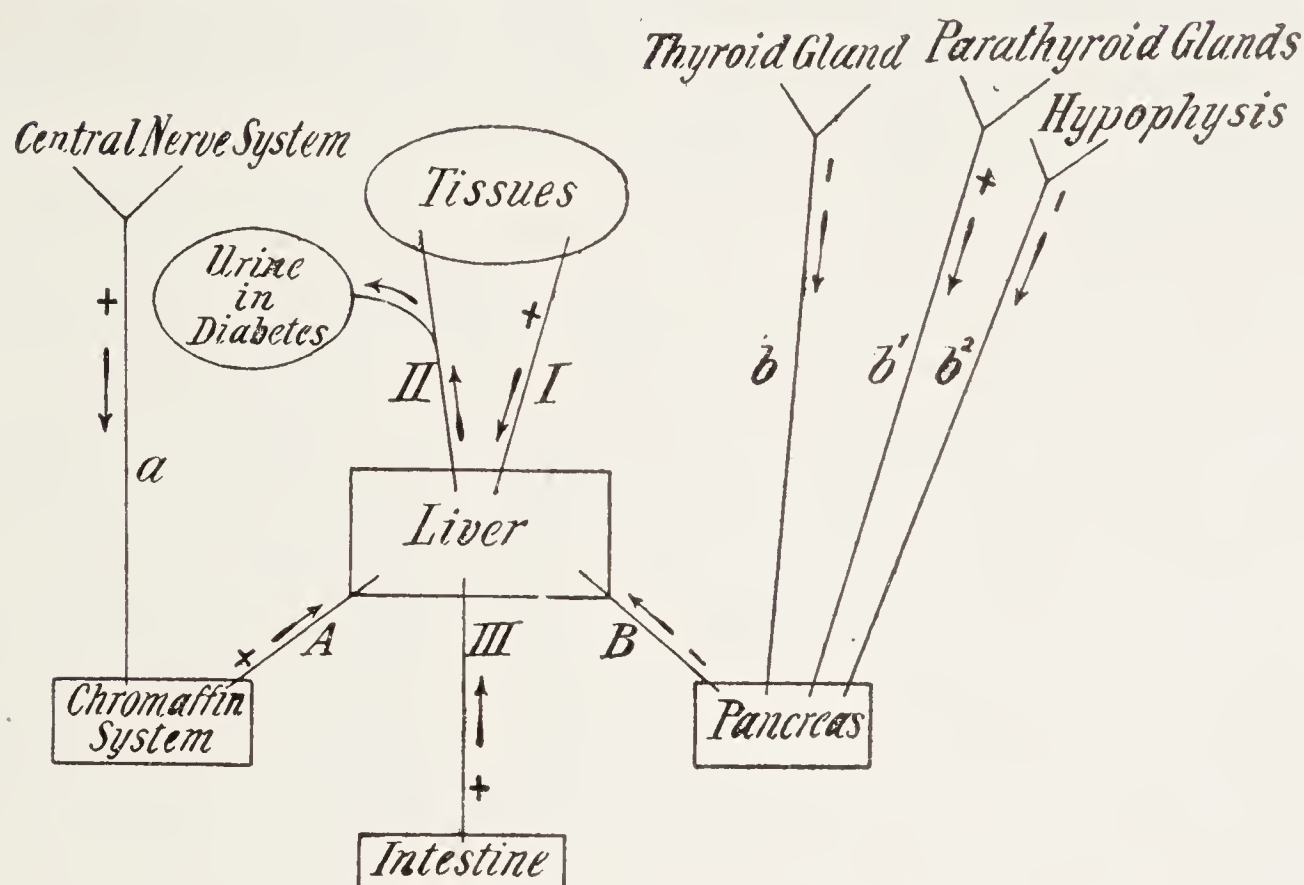 Thyroid Gland
Parathyroid Glands
Hypophysis
Central Nerve System
Tissues
Urine
in
Diabetes
+
+
-
+
-
II
I
b
b¹
b²
a
Liver
A
III
B
×
-
+
Chromaffin
System
Pancreas
Intestine